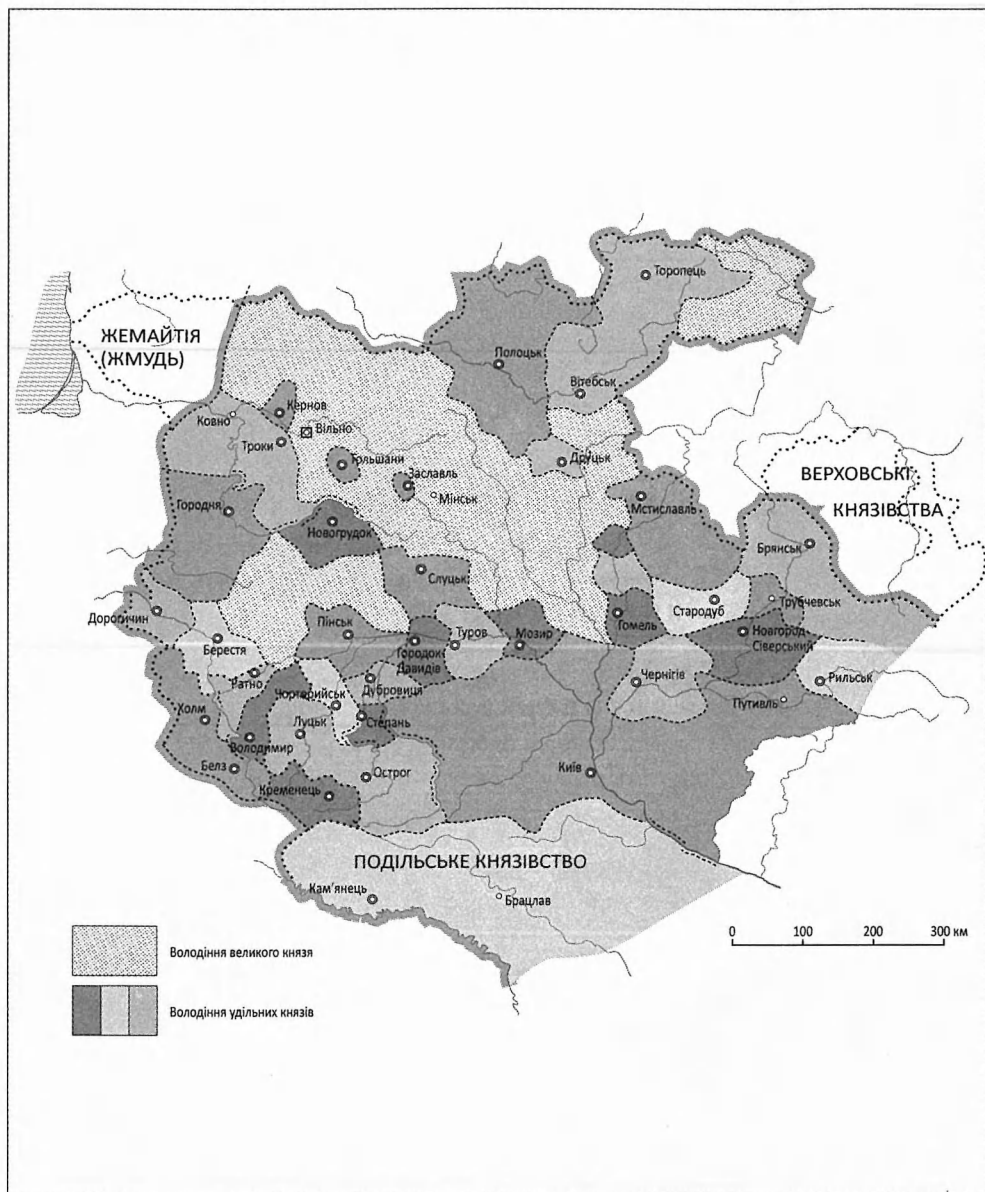 Торопець
ЖЕМАЙТІЯ
(ЖМУДЬ)
Полоцьк
Вітебськ
Кернов
Ковно
Вільно
Троки
Друцьк
Гольшани
Заславль
Мінськ
ВЕРХОВСЬКІ
КНЯЗІВСТВА
Мстиславль
Городня
Новогрудок
Брянськ
Слуцьк
Дорогичин
Стародуб
Трубчевськ
Пінськ
Гомель
Берестя
Городок
Давидів
Туров
Мозир
Новгород
Сіверський
Ратно
Чорторийськ
Дубровиця
Чернігів
Рильськ
Холм
Степань
Путивль
Луцьк
Володимир
Белз
Острог
Київ
Кременець
ПОДІЛЬСЬКЕ КНЯЗІВСТВО
Кам'янець
Брацлав
0 100 200 300 км
Володіння великого князя
Володіння удільних князів